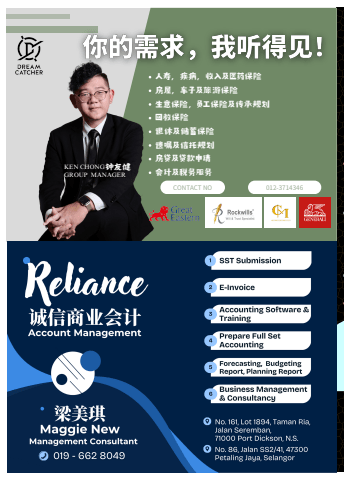 你的需求，我听得见！
DREAM
CATCHER
• 人寿，疾病，收入及医药保险
• 房屋，车子及旅游保险
• 生意保险，员工保险及传承规划
• 回教保险
• 退休及储蓄保险
• 遗嘱及信托规划
• 房贷及贷款申请
• 会计及税务服务
KEN CHONG 钟友健
GROUP MANAGER
CONTACT NO
012-3714346
Great
Eastern
Rockwills
GENERALI
Reliance
诚信商业会计
Account Management
梁美琪
Maggie New
Management Consultant
019 - 662 8049
1 SST Submission
2 E-Invoice
3 Accounting Software &
Training
4 Prepare Full Set
Accounting
5 Forecasting, Budgeting
Report, Planning Report
6 Business Management
& Consultancy
No. 161, Lot 1894, Taman Ria,
Jalan Seremban,
71000 Port Dickson, N.S.
No. 86, Jalan SS2/41, 47300
Petaling Jaya, Selangor